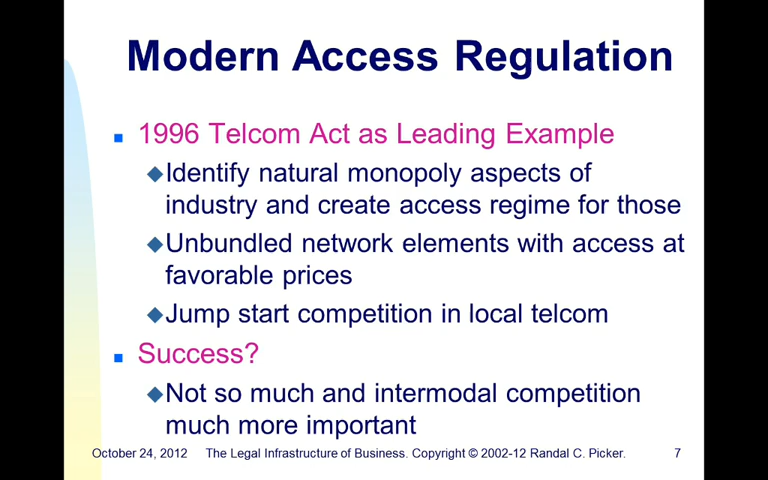 Modern Access Regulation
1996 Telcom Act as Leading Example
Identify natural monopoly aspects of
industry and create access regime for those
Unbundled network elements with access at
favorable prices
Jump start competition in local telcom
Success?
Not so much and intermodal competition
much more important
October 24, 2012 The Legal Infrastructure of Business. Copyright © 2002-12 Randal C. Picker. 7